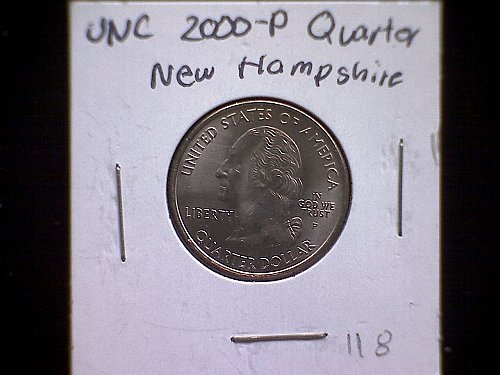 UNC 2000-P Quarter
New Hampshire
UNITED STATES OF AMERICA
LIBERTY
IN
GOD WE
TRUST
P
QUARTER DOLLAR
118